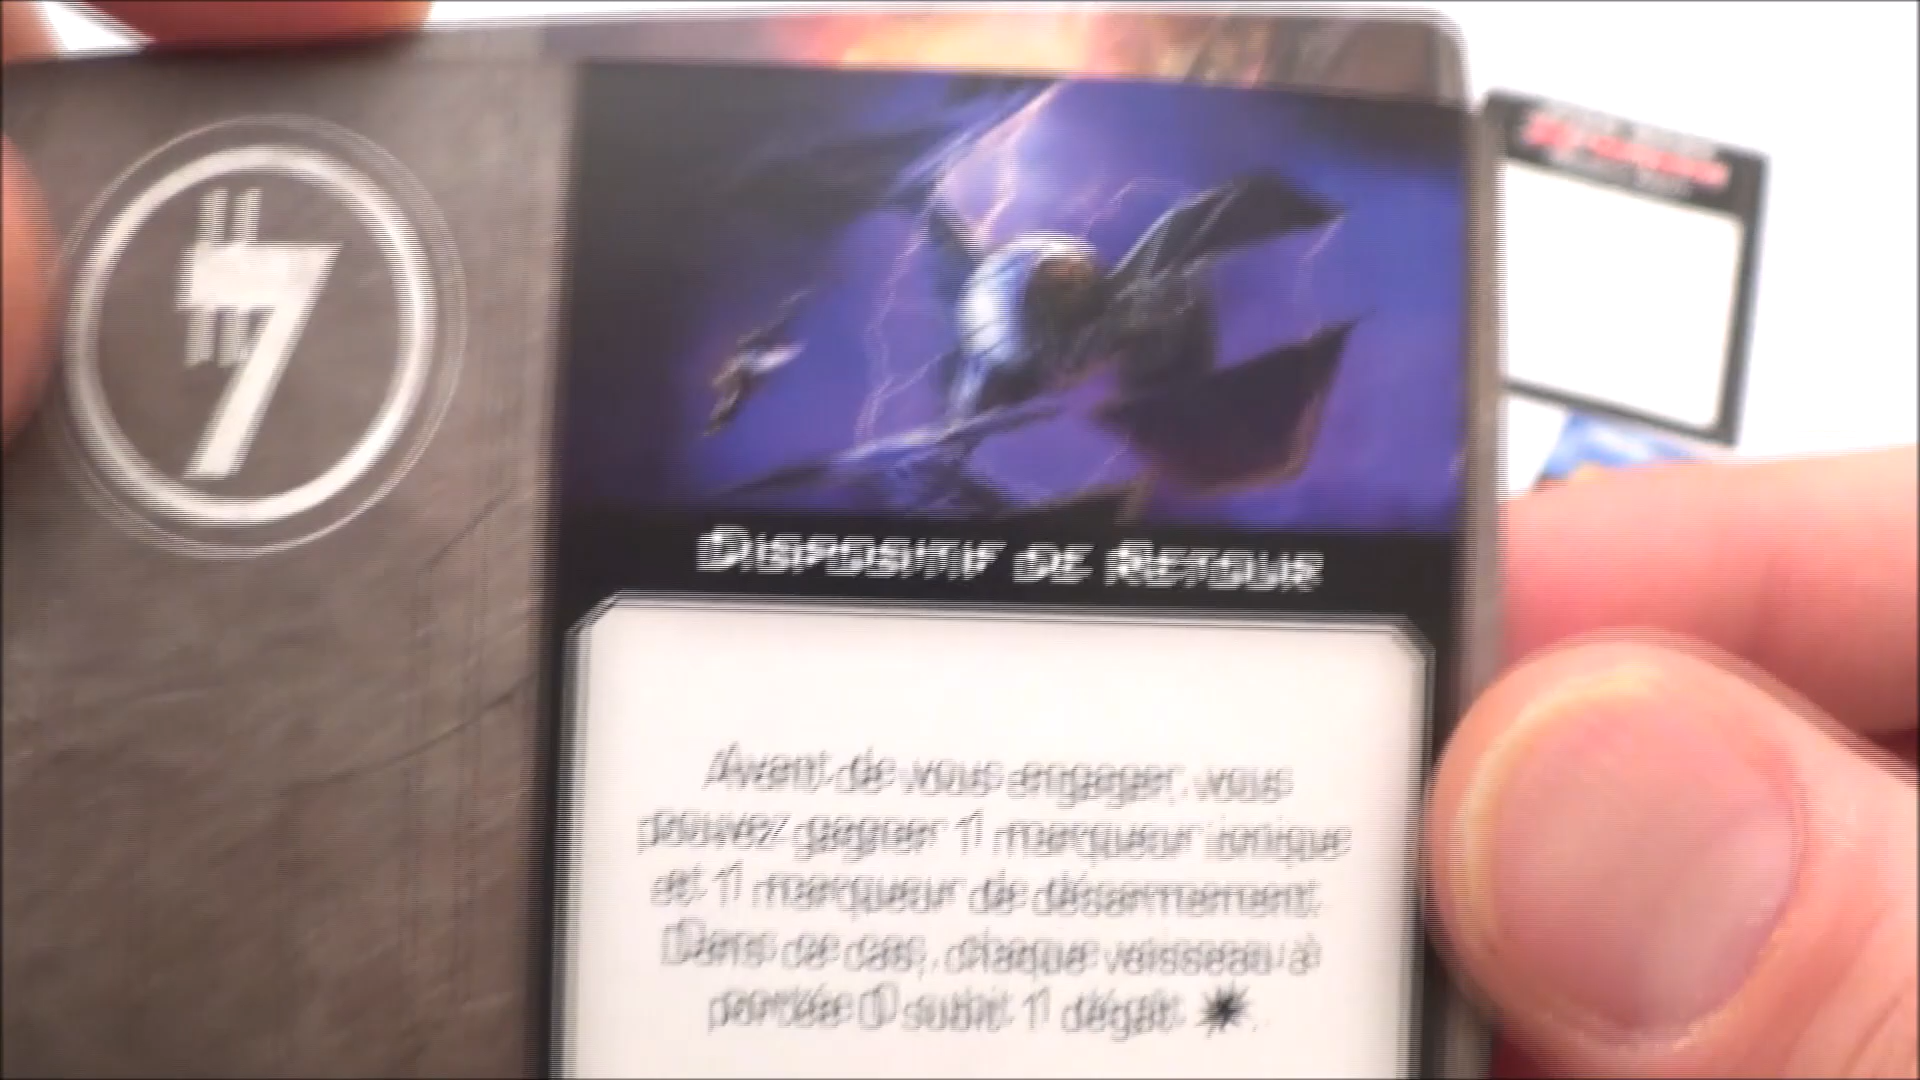 Dispositif de Retour
Avant de vous engager, vous
pouvez gagner 1 marqueur ionique
et 1 marqueur de désarmement.
Dans ce cas, chaque vaisseau à
portée 0 subit 1 dégât